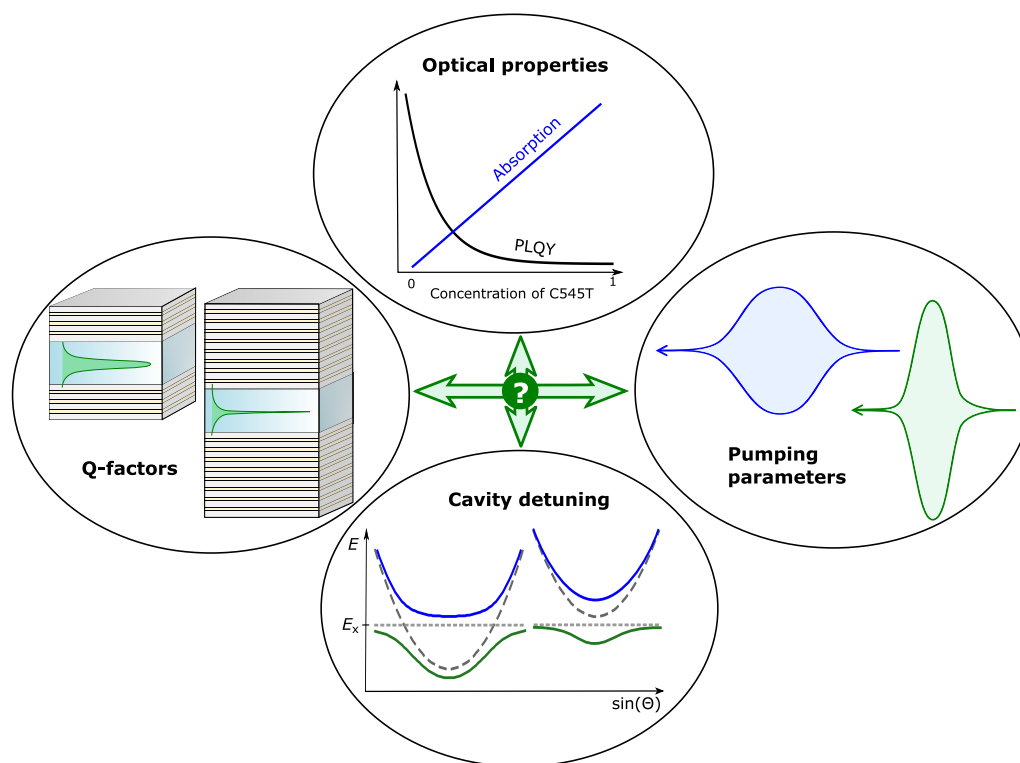 Optical properties
Absorption
PLQY
0
1
Concentration of C545T
Q-factors
?
Pumping
parameters
Cavity detuning
E
Eₓ
sin(Θ)